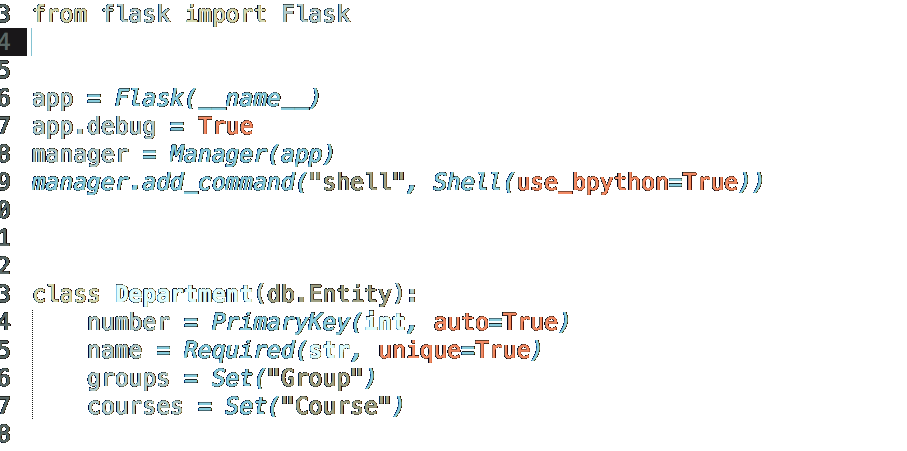 3 from flask import Flask
4
5
6 app = Flask(__name__)
7 app.debug = True
8 manager = Manager(app)
9 manager.add_command("shell", Shell(use_bpython=True))
0
1
2
3 class Department(db.Entity):
4     number = PrimaryKey(int, auto=True)
5     name = Required(str, unique=True)
6     groups = Set("Group")
7     courses = Set("Course")
8